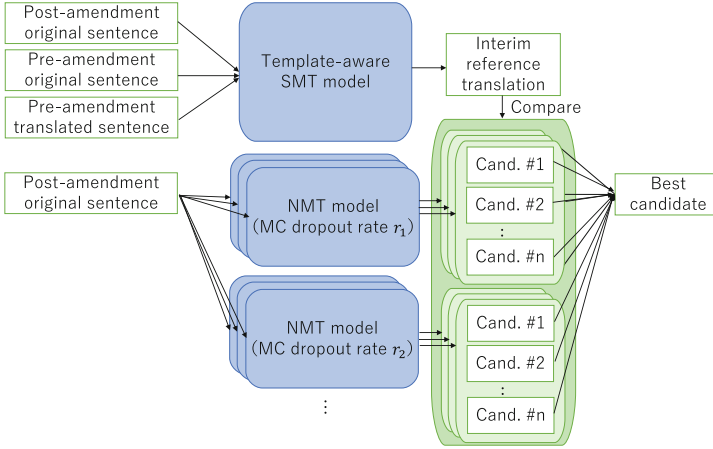 Post-amendment
original sentence
Pre-amendment
original sentence
Pre-amendment
translated sentence
Template-aware
SMT model
Interim
reference
translation
Compare
Post-amendment
original sentence
NMT model
(MC dropout rate r₁)
Cand. #1
Cand. #2
:
Cand. #n
Best
candidate
NMT model
(MC dropout rate r₂)
⋮
Cand. #1
Cand. #2
:
Cand. #n